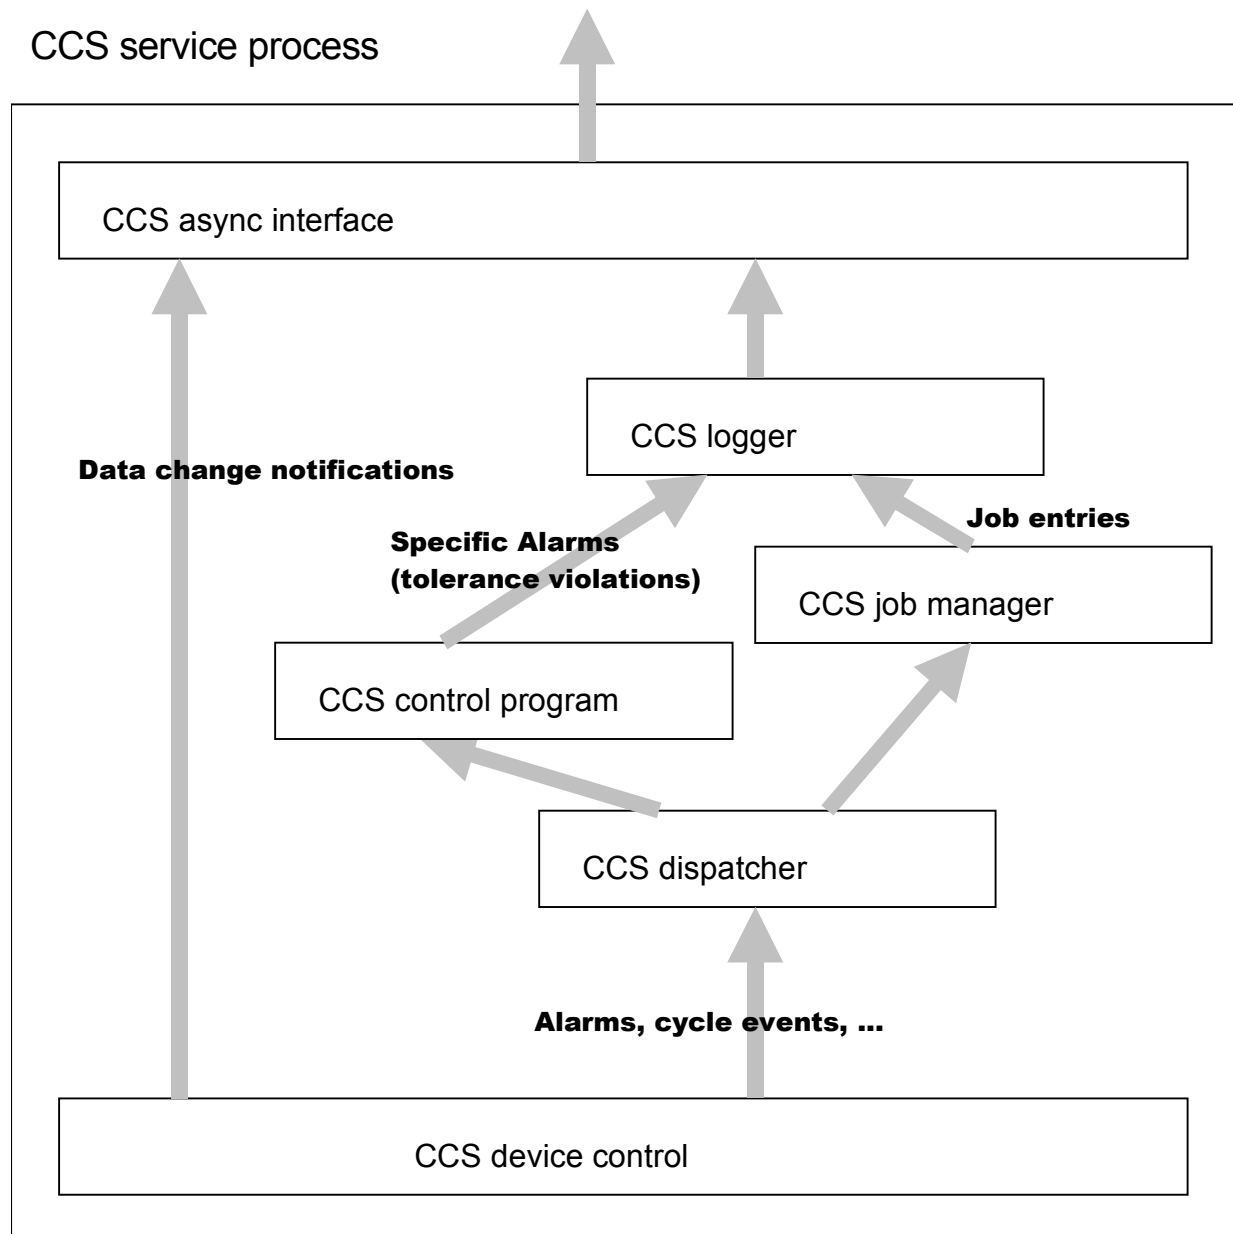 CCS service process
CCS async interface
CCS logger
Data change notifications
Job entries
Specific Alarms
(tolerance violations)
CCS job manager
CCS control program
CCS dispatcher
Alarms, cycle events, ...
CCS device control